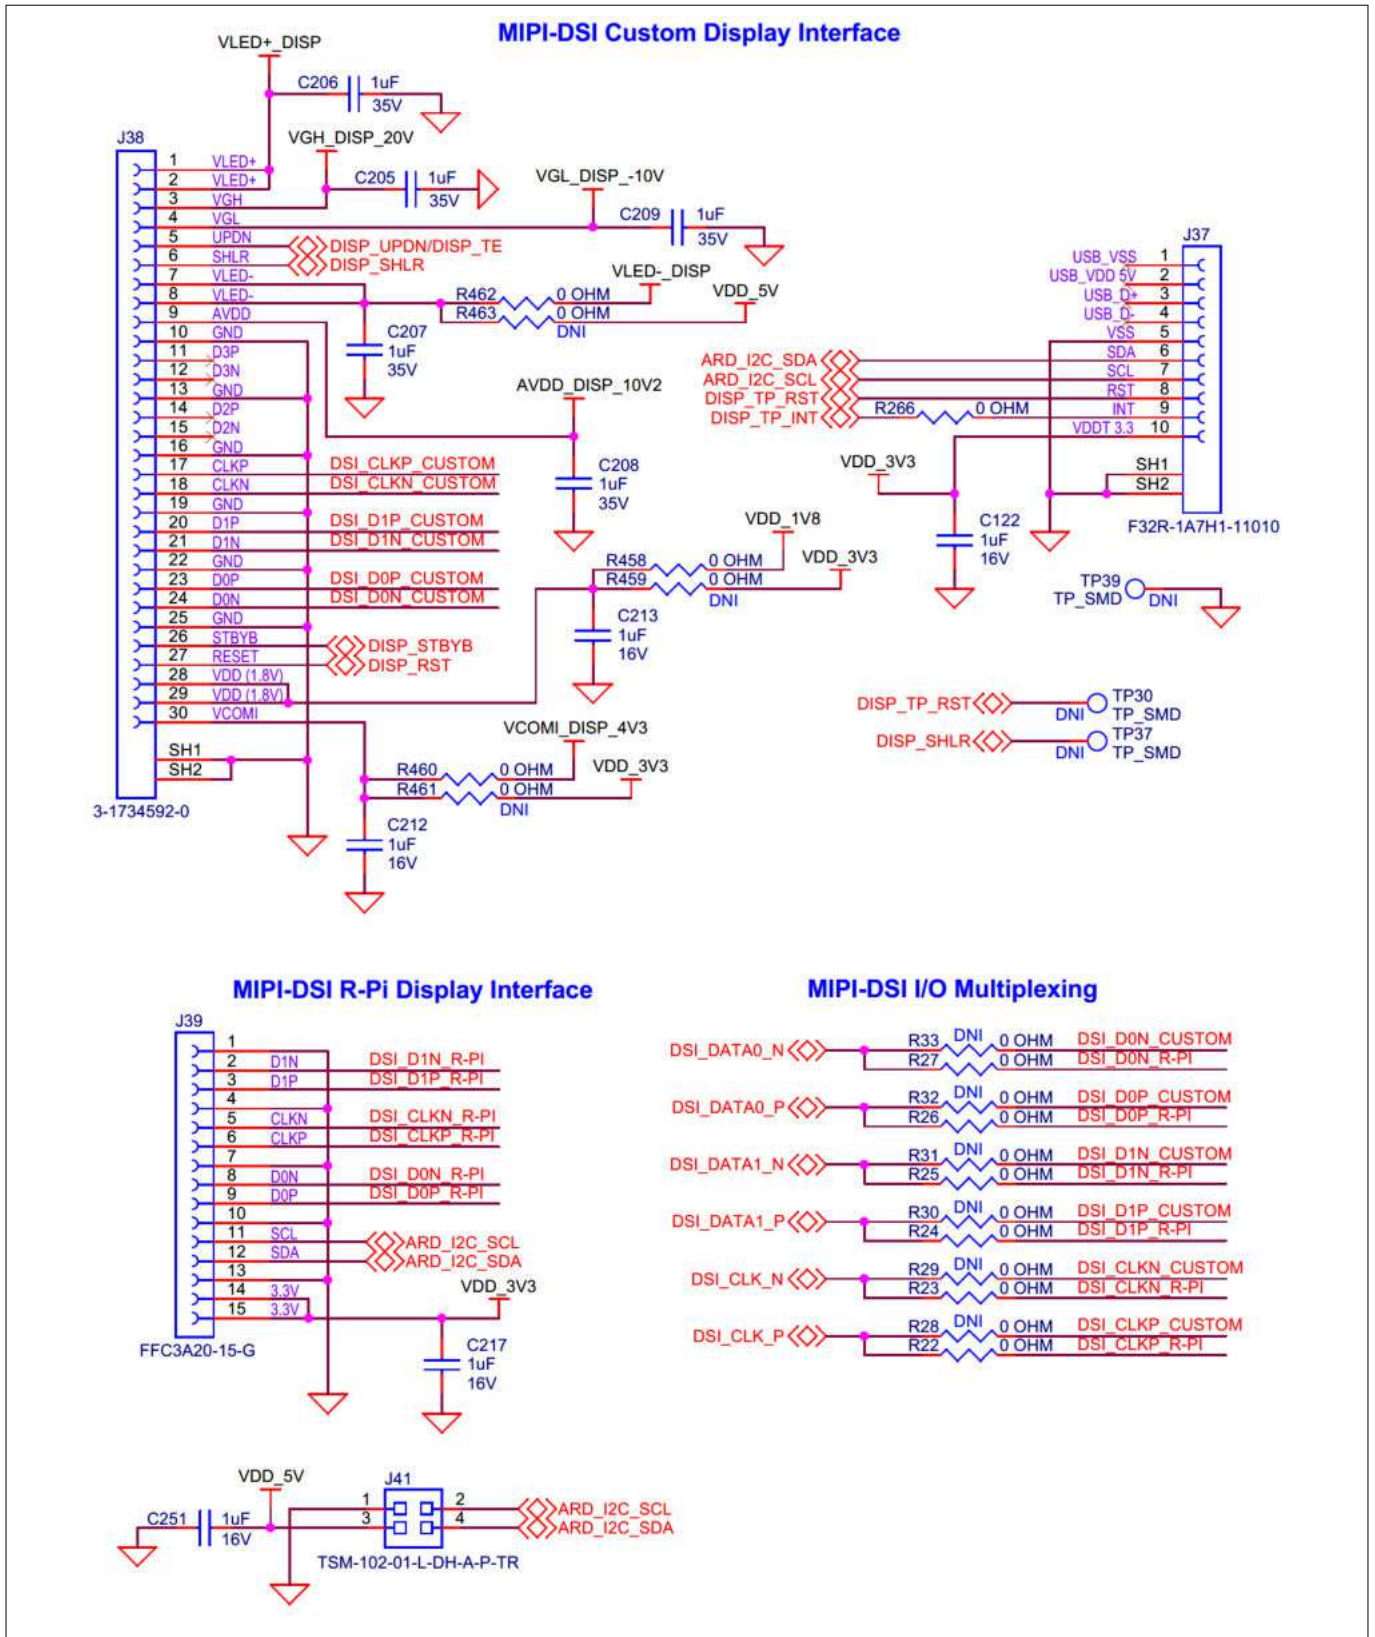 MIPI-DSI Custom Display Interface
VLED+_DISP
C206 1uF
35V
J38
VGH_DISP_20V
1 VLED+
2 VLED+
3 VGH
4 VGL
5 UPDN
6 SHLR
7 VLED-
8 VLED-
9 AVDD
10 GND
11 D3P
12 D3N
13 GND
14 D2P
15 D2N
16 GND
17 CLKP DSI_CLKP_CUSTOM
18 CLKN DSI_CLKN_CUSTOM
19 GND
20 D1P DSI_D1P_CUSTOM
21 D1N DSI_D1N_CUSTOM
22 GND
23 D0P DSI_D0P_CUSTOM
24 D0N DSI_D0N_CUSTOM
25 GND
26 STBYB DISP_STBYB
27 RESET DISP_RST
28 VDD (1.8V)
29 VDD (1.8V)
30 VCOMI
SH1
SH2
3-1734592-0
C205 1uF
35V
VGL_DISP_-10V
C209 1uF
35V
DISP_UPDN/DISP_TE
DISP_SHLR
VLED-_DISP
R462 0 OHM
VDD_5V
R463 0 OHM
DNI
C207
1uF
35V
AVDD_DISP_10V2
C208
1uF
35V
VDD_1V8
R458 0 OHM
VDD_3V3
R459 0 OHM
DNI
C213
1uF
16V
VCOMI_DISP_4V3
R460 0 OHM
VDD_3V3
R461 0 OHM
DNI
C212
1uF
16V
J37
USB_VSS 1
USB_VDD 5V 2
USB_D+ 3
USB_D- 4
VSS 5
ARD_I2C_SDA SDA 6
ARD_I2C_SCL SCL 7
DISP_TP_RST RST 8
DISP_TP_INT R266 0 OHM INT 9
VDDT 3.3 10
VDD_3V3
SH1
SH2
F32R-1A7H1-11010
C122
1uF
16V
TP39
TP_SMD DNI
DISP_TP_RST DNI TP30
TP_SMD
DISP_SHLR DNI TP37
TP_SMD
MIPI-DSI R-Pi Display Interface
J39
1
2 D1N DSI_D1N_R-PI
3 D1P DSI_D1P_R-PI
4
5 CLKN DSI_CLKN_R-PI
6 CLKP DSI_CLKP_R-PI
7
8 D0N DSI_D0N_R-PI
9 D0P DSI_D0P_R-PI
10
11 SCL ARD_I2C_SCL
12 SDA ARD_I2C_SDA
13
14 3.3V
15 3.3V
VDD_3V3
FFC3A20-15-G
C217
1uF
16V
MIPI-DSI I/O Multiplexing
DSI_DATA0_N R33 DNI 0 OHM DSI_D0N_CUSTOM
R27 0 OHM DSI_D0N_R-PI
DSI_DATA0_P R32 DNI 0 OHM DSI_D0P_CUSTOM
R26 0 OHM DSI_D0P_R-PI
DSI_DATA1_N R31 DNI 0 OHM DSI_D1N_CUSTOM
R25 0 OHM DSI_D1N_R-PI
DSI_DATA1_P R30 DNI 0 OHM DSI_D1P_CUSTOM
R24 0 OHM DSI_D1P_R-PI
DSI_CLK_N R29 DNI 0 OHM DSI_CLKN_CUSTOM
R23 0 OHM DSI_CLKN_R-PI
DSI_CLK_P R28 DNI 0 OHM DSI_CLKP_CUSTOM
R22 0 OHM DSI_CLKP_R-PI
VDD_5V
C251 1uF
16V
J41
1 2 ARD_I2C_SCL
3 4 ARD_I2C_SDA
TSM-102-01-L-DH-A-P-TR